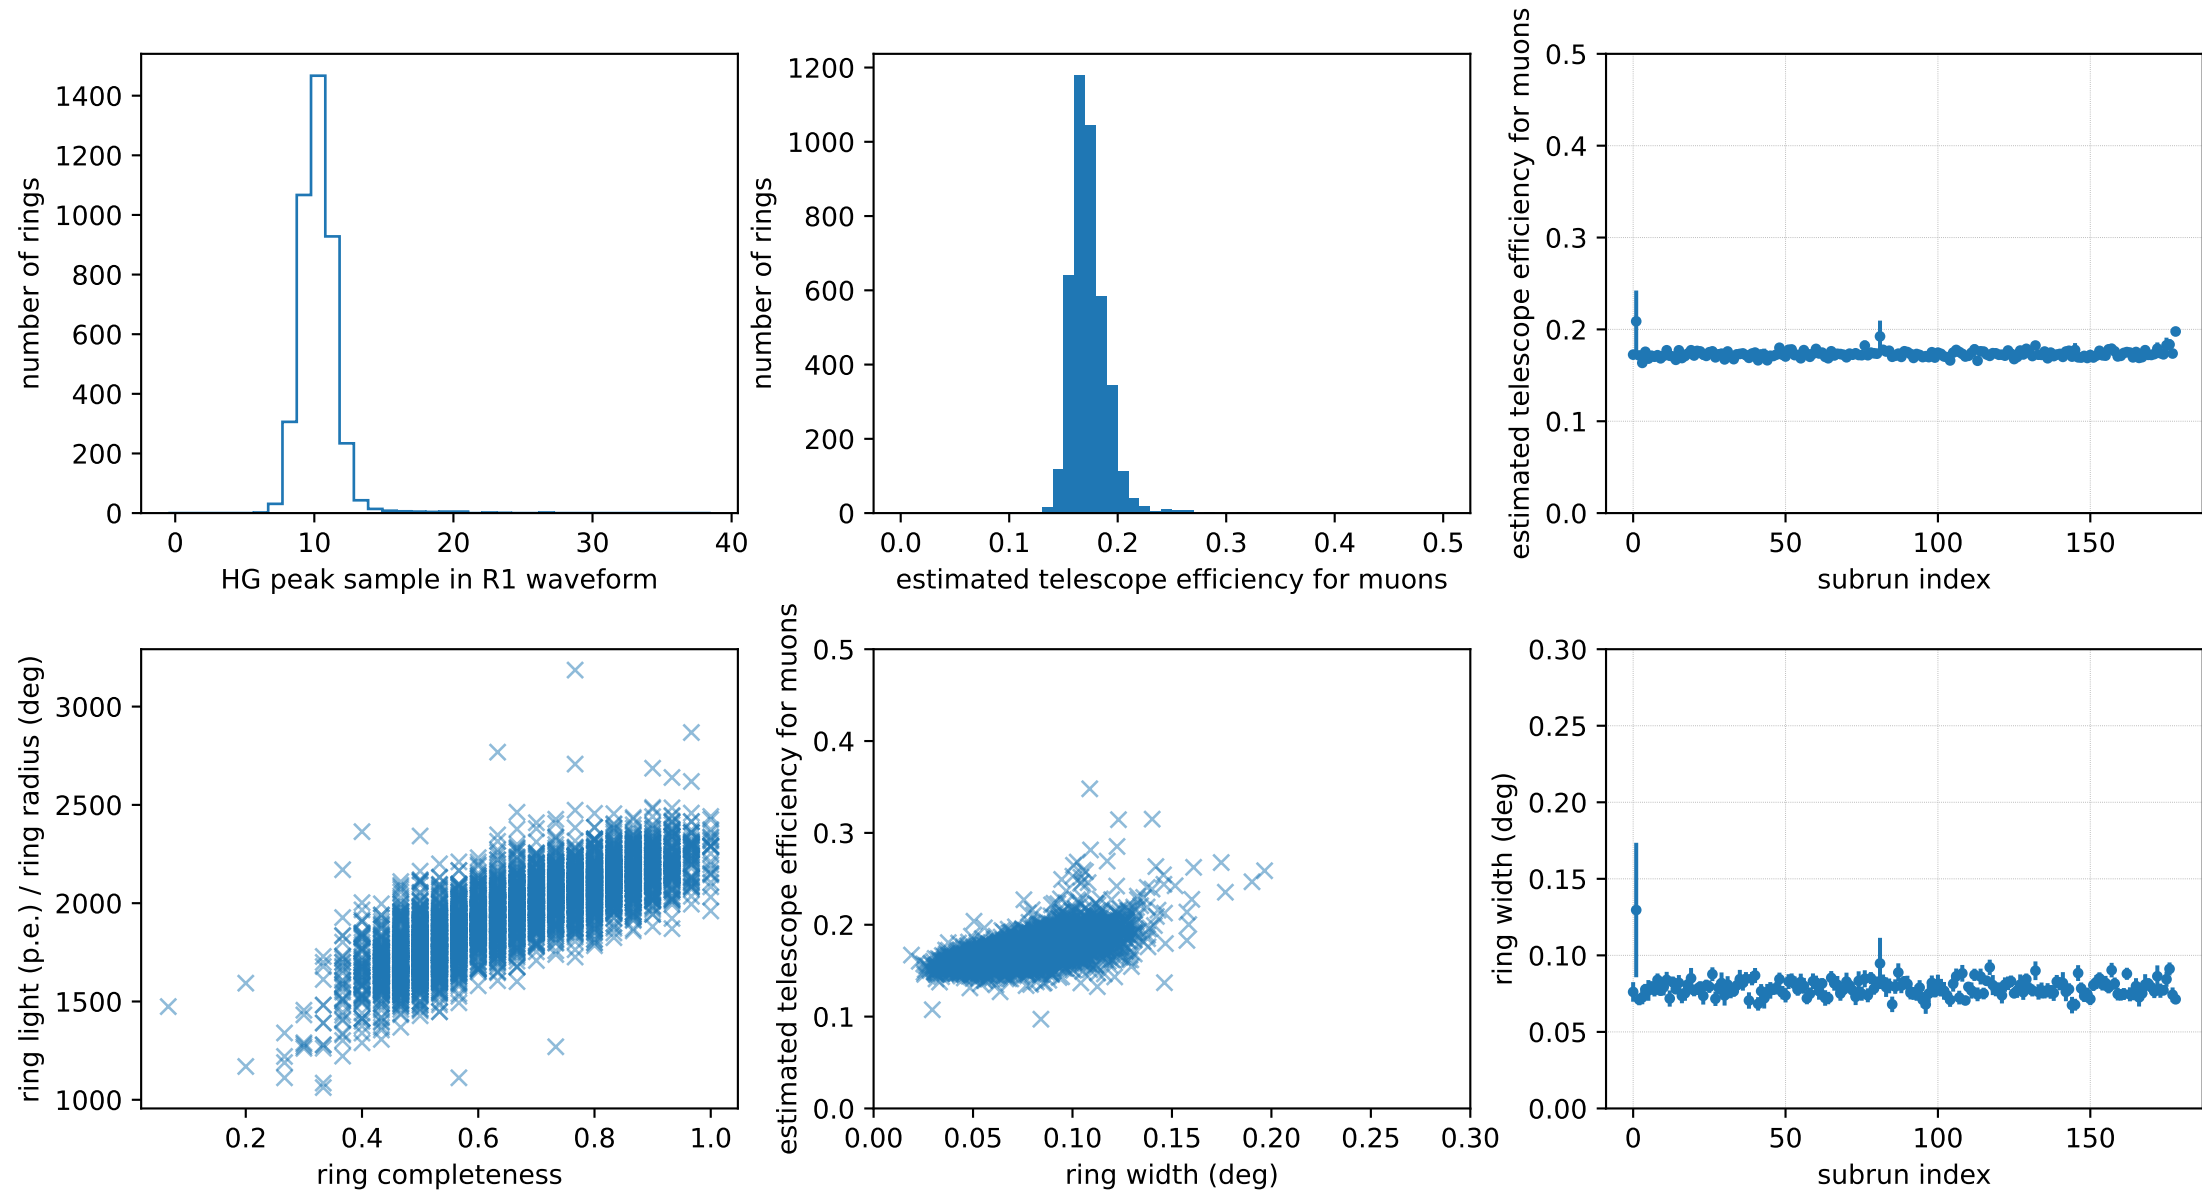 number of rings
1400
1200
1000
800
600
400
200
0
0 10 20 30 40
HG peak sample in R1 waveform
number of rings
1200
1000
800
600
400
200
0
0.0 0.1 0.2 0.3 0.4 0.5
estimated telescope efficiency for muons
estimated telescope efficiency for muons
0.5
0.4
0.3
0.2
0.1
0.0
0 50 100 150
subrun index
ring light (p.e.) / ring radius (deg)
3000
2500
2000
1500
1000
0.2 0.4 0.6 0.8 1.0
ring completeness
estimated telescope efficiency for muons
0.5
0.4
0.3
0.2
0.1
0.0
0.00 0.05 0.10 0.15 0.20 0.25 0.30
ring width (deg)
ring width (deg)
0.30
0.25
0.20
0.15
0.10
0.05
0.00
0 50 100 150
subrun index